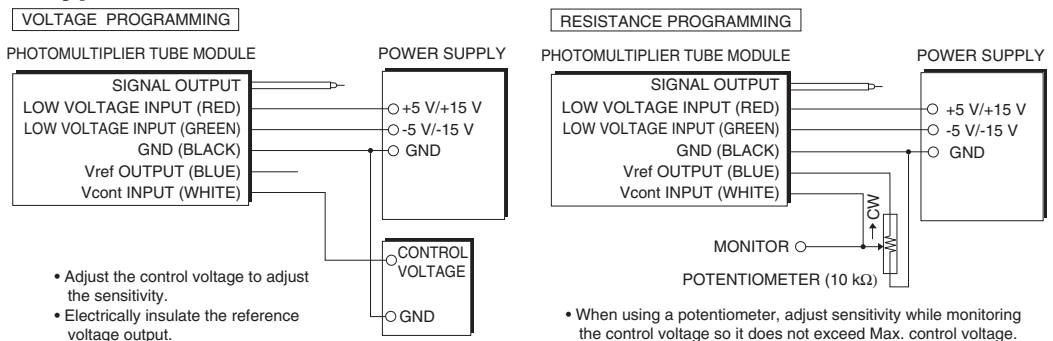 VOLTAGE PROGRAMMING
PHOTOMULTIPLIER TUBE MODULE
POWER SUPPLY
SIGNAL OUTPUT
LOW VOLTAGE INPUT (RED)
+5 V/+15 V
LOW VOLTAGE INPUT (GREEN)
-5 V/-15 V
GND (BLACK)
GND
Vref OUTPUT (BLUE)
Vcont INPUT (WHITE)
CONTROL
VOLTAGE
GND
• Adjust the control voltage to adjust
the sensitivity.
• Electrically insulate the reference
voltage output.
RESISTANCE PROGRAMMING
PHOTOMULTIPLIER TUBE MODULE
POWER SUPPLY
SIGNAL OUTPUT
LOW VOLTAGE INPUT (RED)
+5 V/+15 V
LOW VOLTAGE INPUT (GREEN)
-5 V/-15 V
GND (BLACK)
GND
Vref OUTPUT (BLUE)
Vcont INPUT (WHITE)
CW
MONITOR
POTENTIOMETER (10 kΩ)
• When using a potentiometer, adjust sensitivity while monitoring
the control voltage so it does not exceed Max. control voltage.